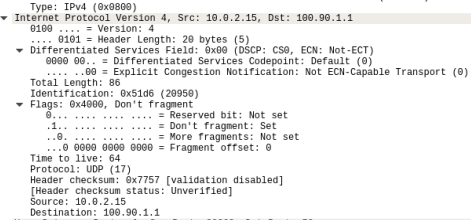 Type: IPv4 (0x0800)
Internet Protocol Version 4, Src: 10.0.2.15, Dst: 100.90.1.1
0100 .... = Version: 4
.... 0101 = Header Length: 20 bytes (5)
Differentiated Services Field: 0x00 (DSCP: CS0, ECN: Not-ECT)
0000 00.. = Differentiated Services Codepoint: Default (0)
.... ..00 = Explicit Congestion Notification: Not ECN-Capable Transport (0)
Total Length: 86
Identification: 0x51d6 (20950)
Flags: 0x4000, Don't fragment
0... .... .... .... = Reserved bit: Not set
.1.. .... .... .... = Don't fragment: Set
..0. .... .... .... = More fragments: Not set
...0 0000 0000 0000 = Fragment offset: 0
Time to live: 64
Protocol: UDP (17)
Header checksum: 0x7757 [validation disabled]
[Header checksum status: Unverified]
Source: 10.0.2.15
Destination: 100.90.1.1